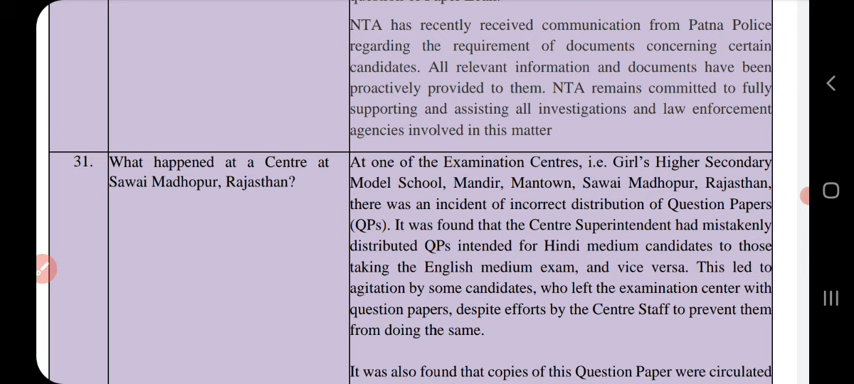 NTA has recently received communication from Patna Police
regarding the requirement of documents concerning certain
candidates. All relevant information and documents have been
proactively provided to them. NTA remains committed to fully
supporting and assisting all investigations and law enforcement
agencies involved in this matter
31. What happened at a Centre at
Sawai Madhopur, Rajasthan?
At one of the Examination Centres, i.e. Girl's Higher Secondary
Model School, Mandir, Mantown, Sawai Madhopur, Rajasthan,
there was an incident of incorrect distribution of Question Papers
(QPs). It was found that the Centre Superintendent had mistakenly
distributed QPs intended for Hindi medium candidates to those
taking the English medium exam, and vice versa. This led to
agitation by some candidates, who left the examination center with
question papers, despite efforts by the Centre Staff to prevent them
from doing the same.
It was also found that copies of this Question Paper were circulated